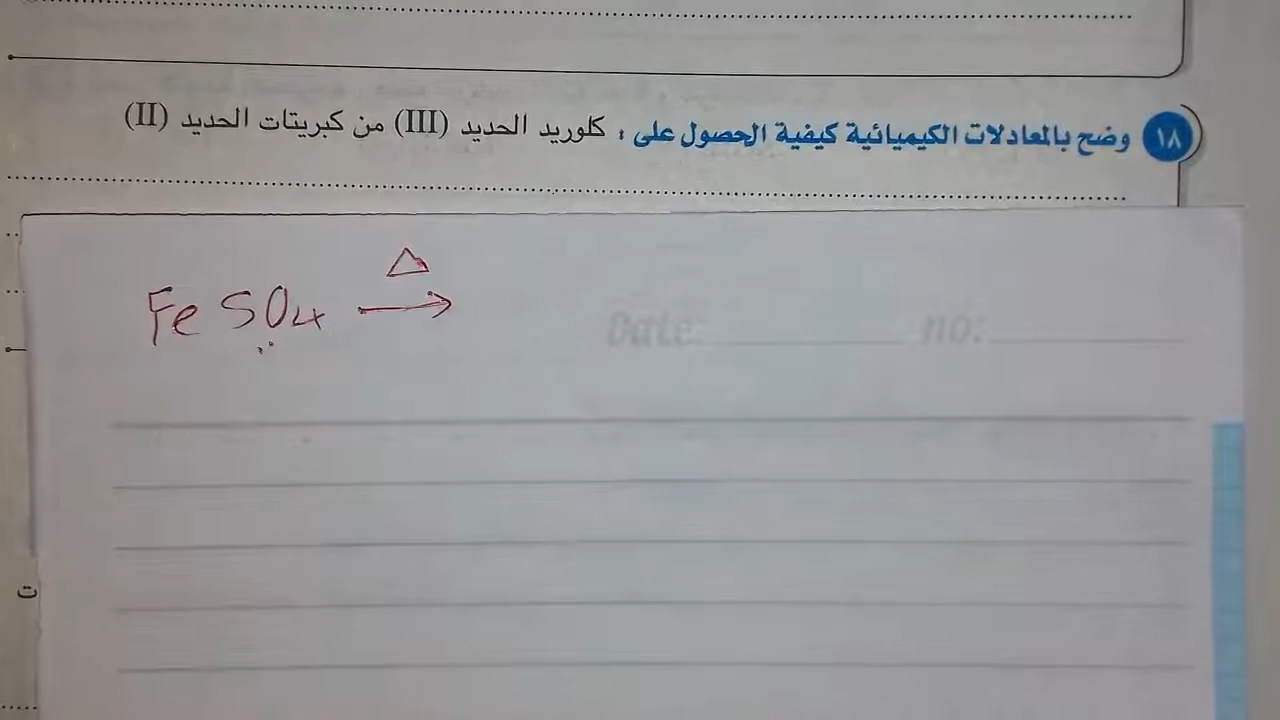 ١٨ وضح بالمعادلات الكيميائية كيفية الحصول على : كلوريد الحديد (III) من كبريتات الحديد (II)
FeSO4 →
Δ
Date: no:
ت